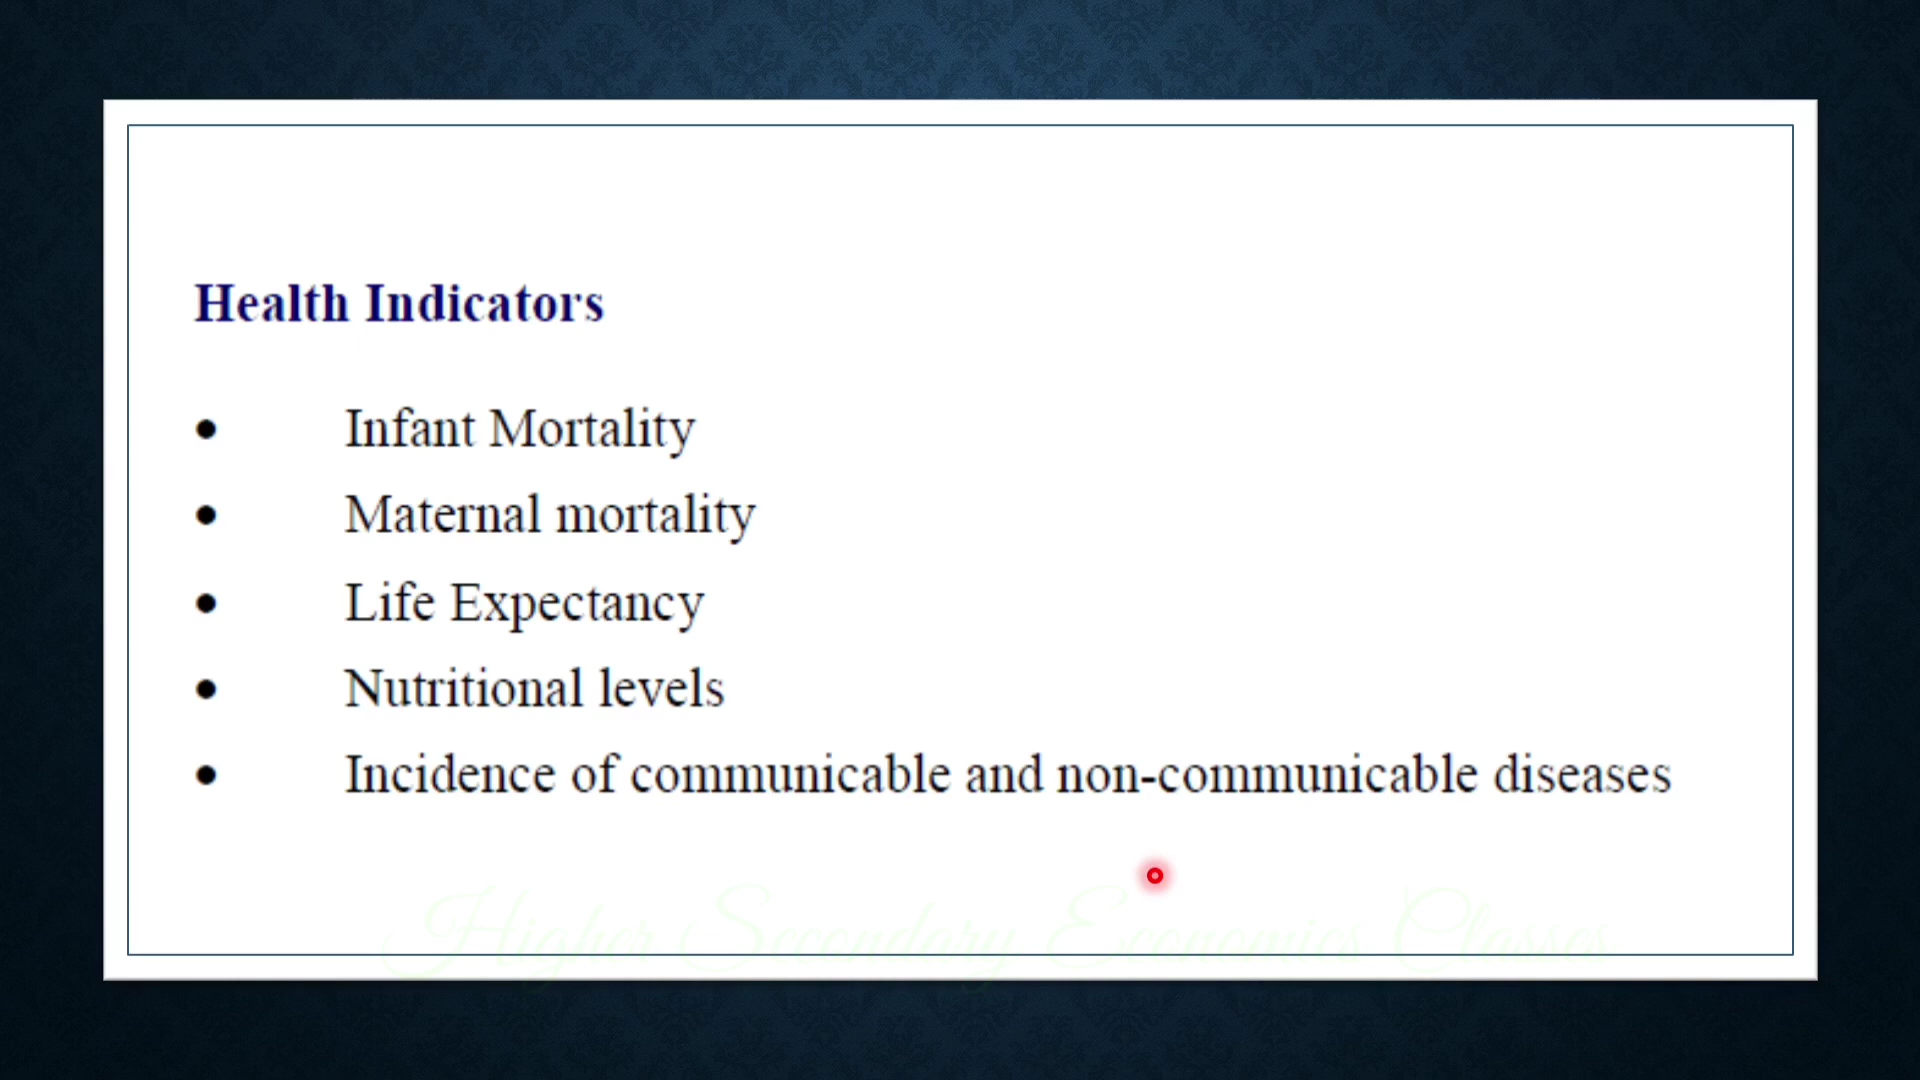 Health Indicators
• Infant Mortality
• Maternal mortality
• Life Expectancy
• Nutritional levels
• Incidence of communicable and non-communicable diseases
Higher Secondary Economics Classes